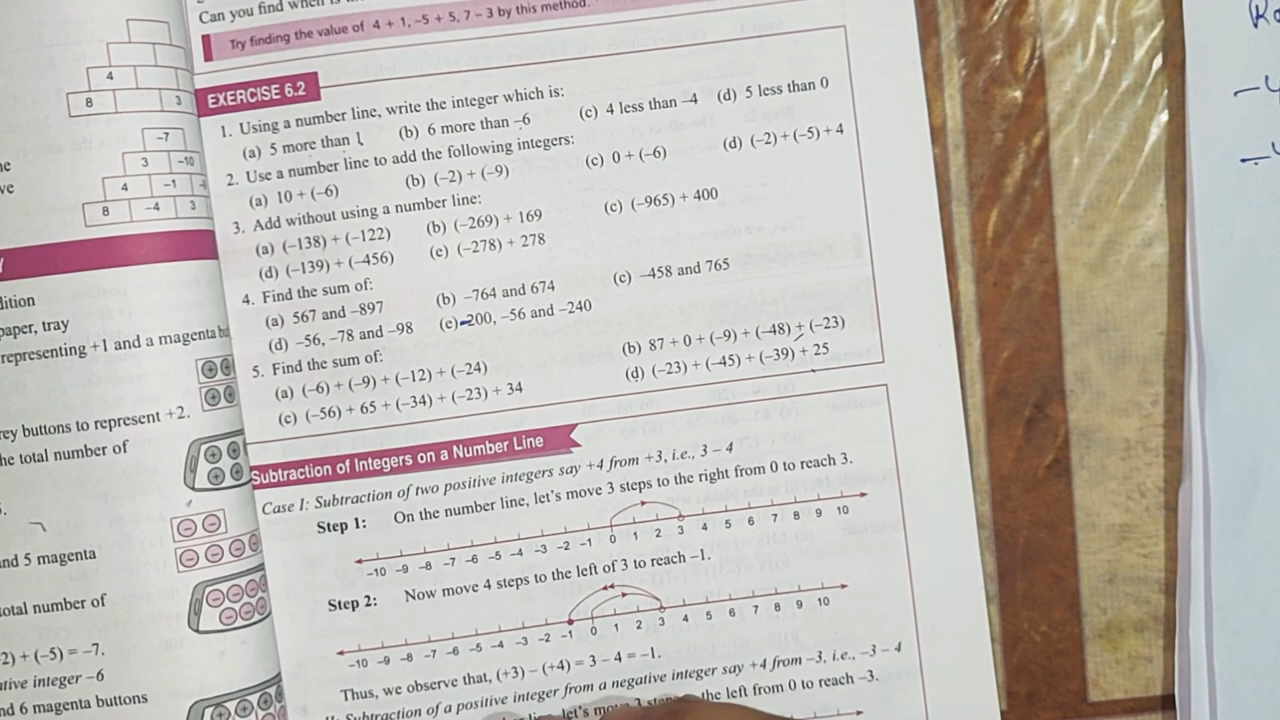 4
8 3
-7
3 -10
4 -1
8 -4 3
dition
paper, tray
representing +1 and a magenta
rey buttons to represent +2.
he total number of
and 5 magenta
total number of
2) + (–5) = –7.
ative integer –6
nd 6 magenta buttons
Can you find when
Try finding the value of 4 + 1, –5 + 5, 7 – 3 by this method.
EXERCISE 6.2
1. Using a number line, write the integer which is:
(a) 5 more than 1 (b) 6 more than –6 (c) 4 less than –4 (d) 5 less than 0
2. Use a number line to add the following integers:
(a) 10 + (–6) (b) (–2) + (–9) (c) 0 + (–6) (d) (–2) + (–5) + 4
3. Add without using a number line:
(a) (–138) + (–122) (b) (–269) + 169 (c) (–965) + 400
(d) (–139) + (–456) (e) (–278) + 278
4. Find the sum of:
(a) 567 and –897 (b) –764 and 674 (c) –458 and 765
(d) –56, –78 and –98 (e) –200, –56 and –240
5. Find the sum of:
(a) (–6) + (–9) + (–12) + (–24) (b) 87 + 0 + (–9) + (–48) + (–23)
(c) (–56) + 65 + (–34) + (–23) + 34 (d) (–23) + (–45) + (–39) + 25
Subtraction of Integers on a Number Line
Case I: Subtraction of two positive integers say +4 from +3, i.e., 3 – 4
Step 1: On the number line, let's move 3 steps to the right from 0 to reach 3.
–10 –9 –8 –7 –6 –5 –4 –3 –2 –1 0 1 2 3 4 5 6 7 8 9 10
Step 2: Now move 4 steps to the left of 3 to reach –1.
–10 –9 –8 –7 –6 –5 –4 –3 –2 –1 0 1 2 3 4 5 6 7 8 9 10
Thus, we observe that, (+3) – (+4) = 3 – 4 = –1.
Subtraction of a positive integer from a negative integer say +4 from –3, i.e., –3 – 4
let's move 3 steps the left from 0 to reach –3.